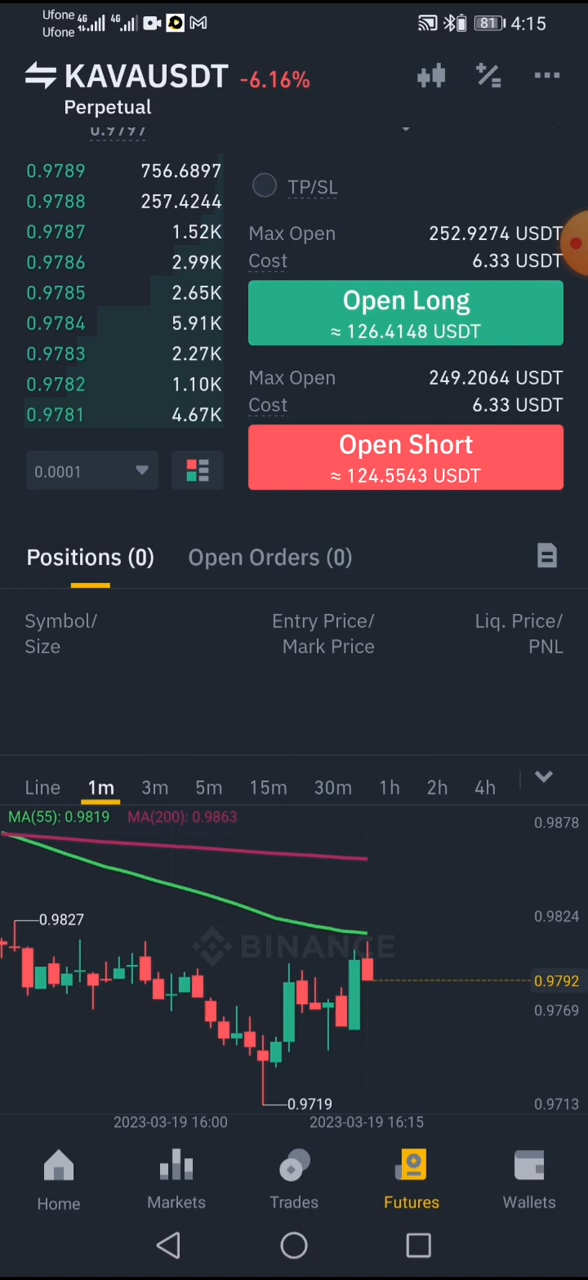 Ufone 4G 4G 81 4:15
Ufone
KAVAUSDT -6.16%
Perpetual
0.9797
0.9789 756.6897
0.9788 257.4244
0.9787 1.52K
0.9786 2.99K
0.9785 2.65K
0.9784 5.91K
0.9783 2.27K
0.9782 1.10K
0.9781 4.67K
0.0001
TP/SL
Max Open 252.9274 USDT
Cost 6.33 USDT
Open Long
≈ 126.4148 USDT
Max Open 249.2064 USDT
Cost 6.33 USDT
Open Short
≈ 124.5543 USDT
Positions (0) Open Orders (0)
Symbol/ Entry Price/ Liq. Price/
Size Mark Price PNL
Line 1m 3m 5m 15m 30m 1h 2h 4h
MA(55): 0.9819 MA(200): 0.9863
0.9878
0.9827
0.9824
BINANCE
0.9792
0.9769
0.9719
0.9713
2023-03-19 16:00 2023-03-19 16:15
Home Markets Trades Futures Wallets